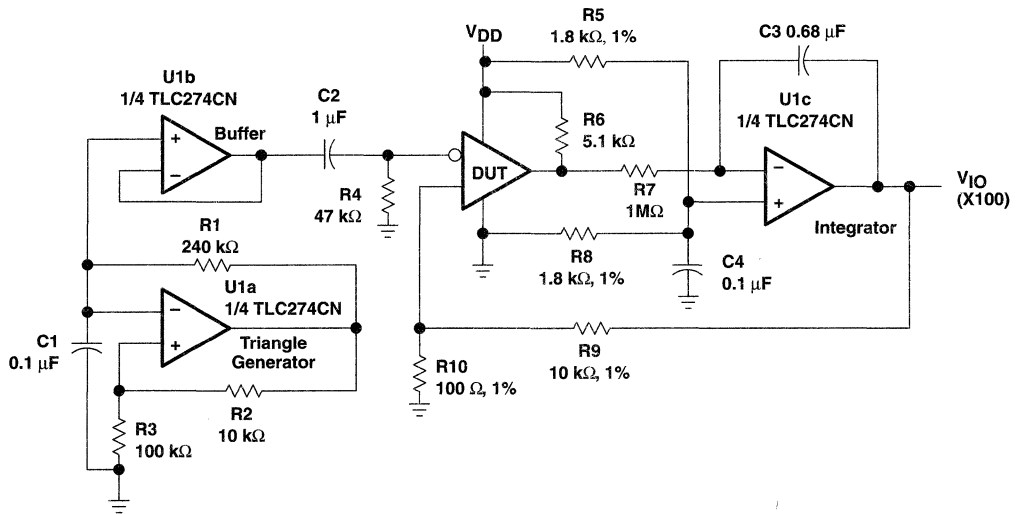 VDD
R5
1.8 kΩ, 1%
C3 0.68 μF
U1b
1/4 TLC274CN
Buffer
+
−
C2
1 μF
R4
47 kΩ
DUT
R6
5.1 kΩ
R7
1MΩ
U1c
1/4 TLC274CN
−
+
Integrator
VIO
(X100)
R1
240 kΩ
R8
1.8 kΩ, 1%
C4
0.1 μF
U1a
1/4 TLC274CN
−
+
Triangle
Generator
C1
0.1 μF
R2
10 kΩ
R3
100 kΩ
R10
100 Ω, 1%
R9
10 kΩ, 1%